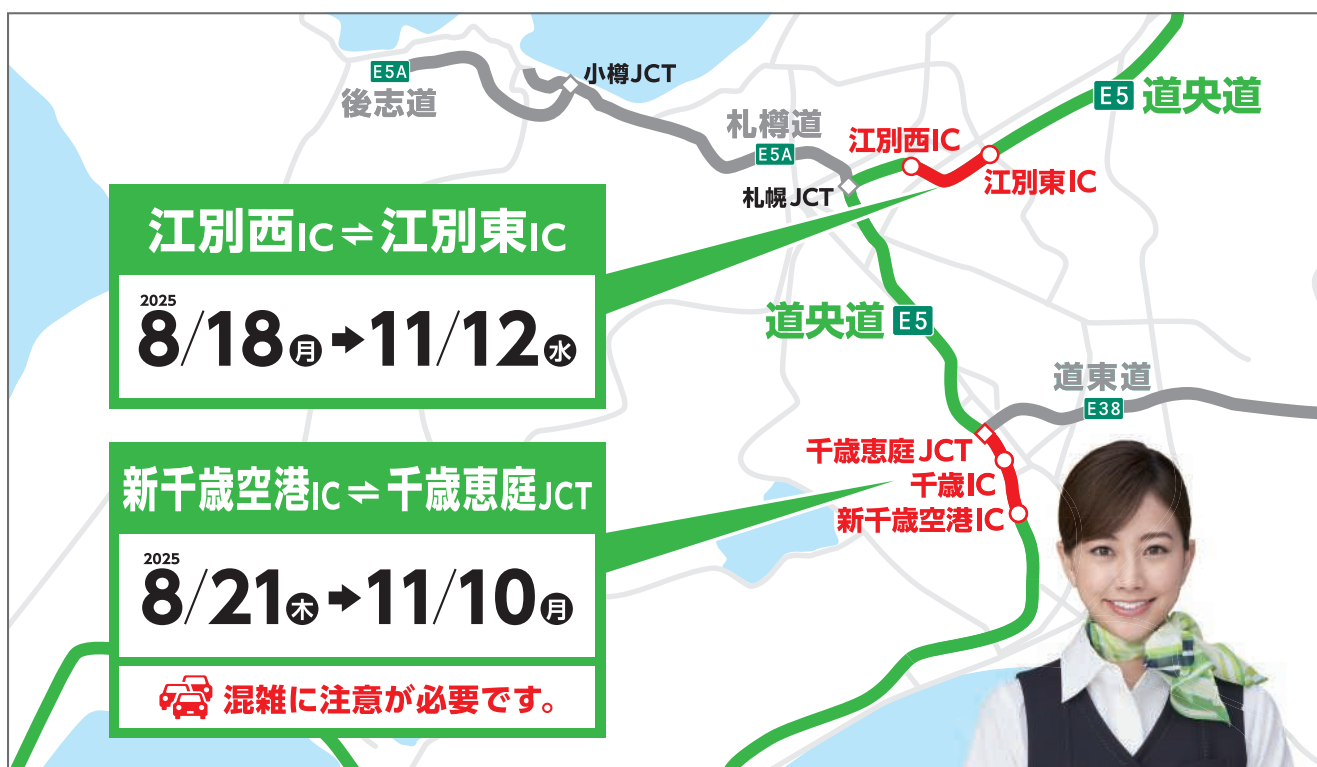 E5A
後志道
小樽JCT
札樽道
E5A
札幌JCT
江別西IC
江別東IC
E5 道央道
江別西IC⇌江別東IC
2025
8/18月➔11/12水
道央道 E5
道東道
E38
千歳恵庭JCT
千歳IC
新千歳空港IC
新千歳空港IC⇌千歳恵庭JCT
2025
8/21木➔11/10月
混雑に注意が必要です。